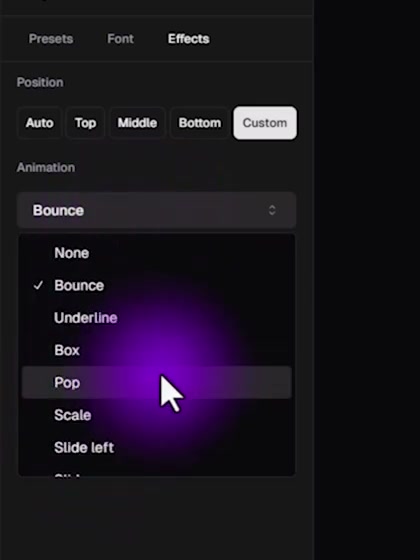 Presets Font Effects
Position
Auto Top Middle Bottom Custom
Animation
Bounce
None
✓ Bounce
Underline
Box
Pop
Scale
Slide left